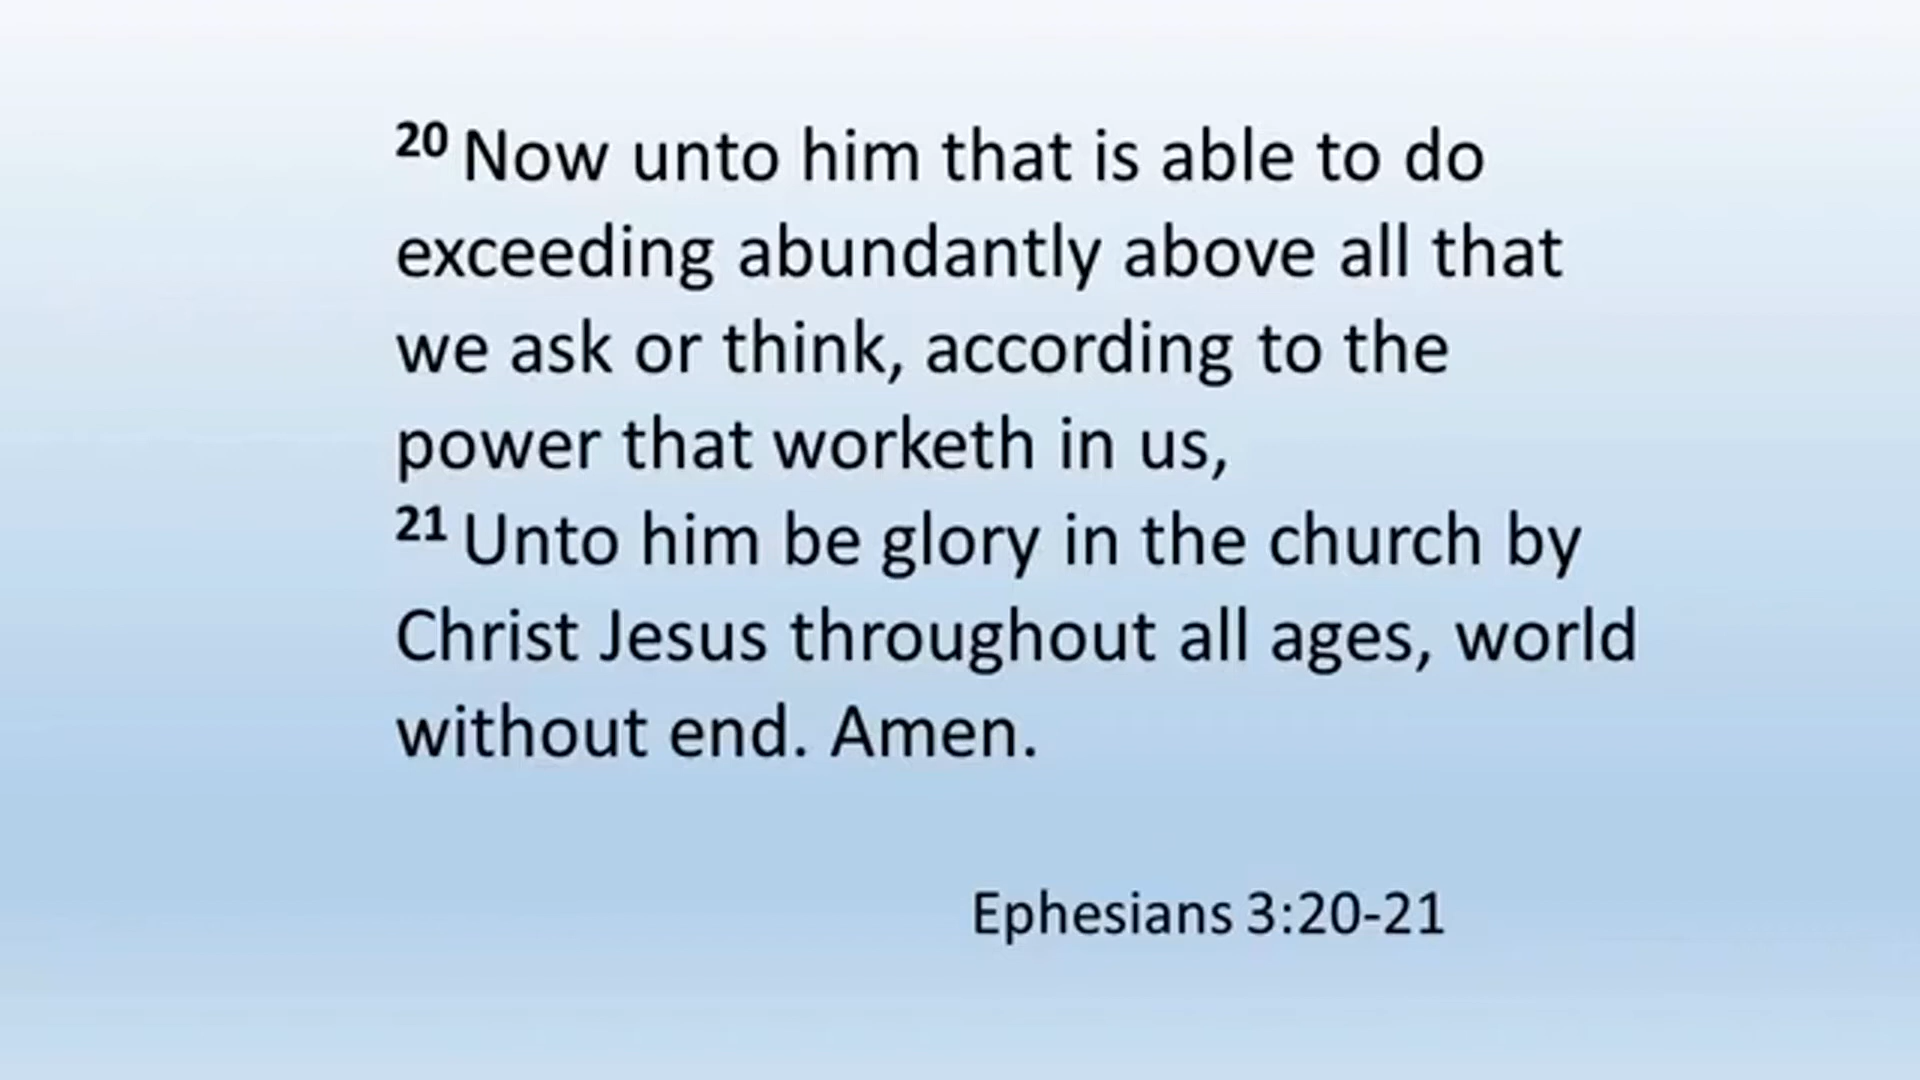 20 Now unto him that is able to do
exceeding abundantly above all that
we ask or think, according to the
power that worketh in us,
21 Unto him be glory in the church by
Christ Jesus throughout all ages, world
without end. Amen.
Ephesians 3:20-21